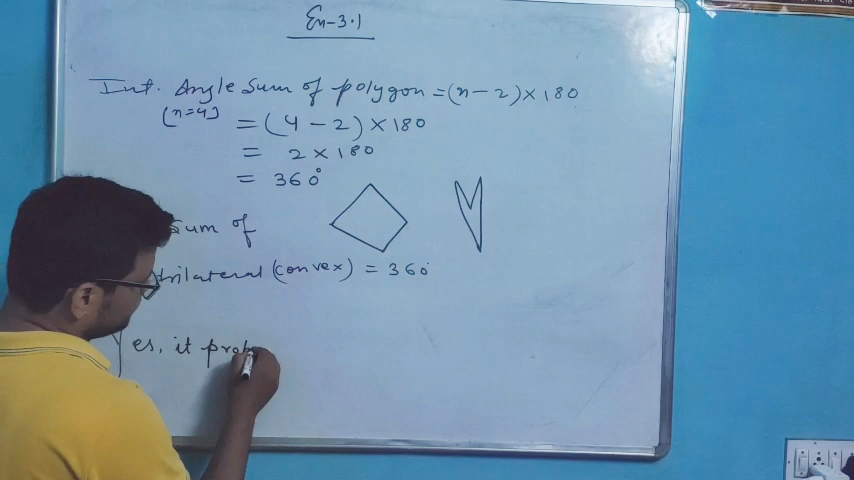 Ex-3.1
Int. Angle Sum of polygon = (n-2) × 180
[n=4] = (4-2) × 180
= 2 × 180
= 360°
Sum of
trilateral (convex) = 360°
Yes, it prob